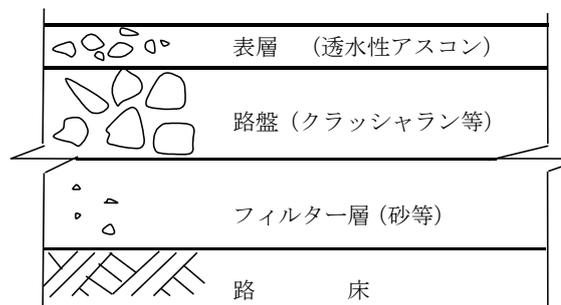 表層　（透水性アスコン）
路盤（クラッシャラン等）
フィルター層（砂等）
路　　　　床